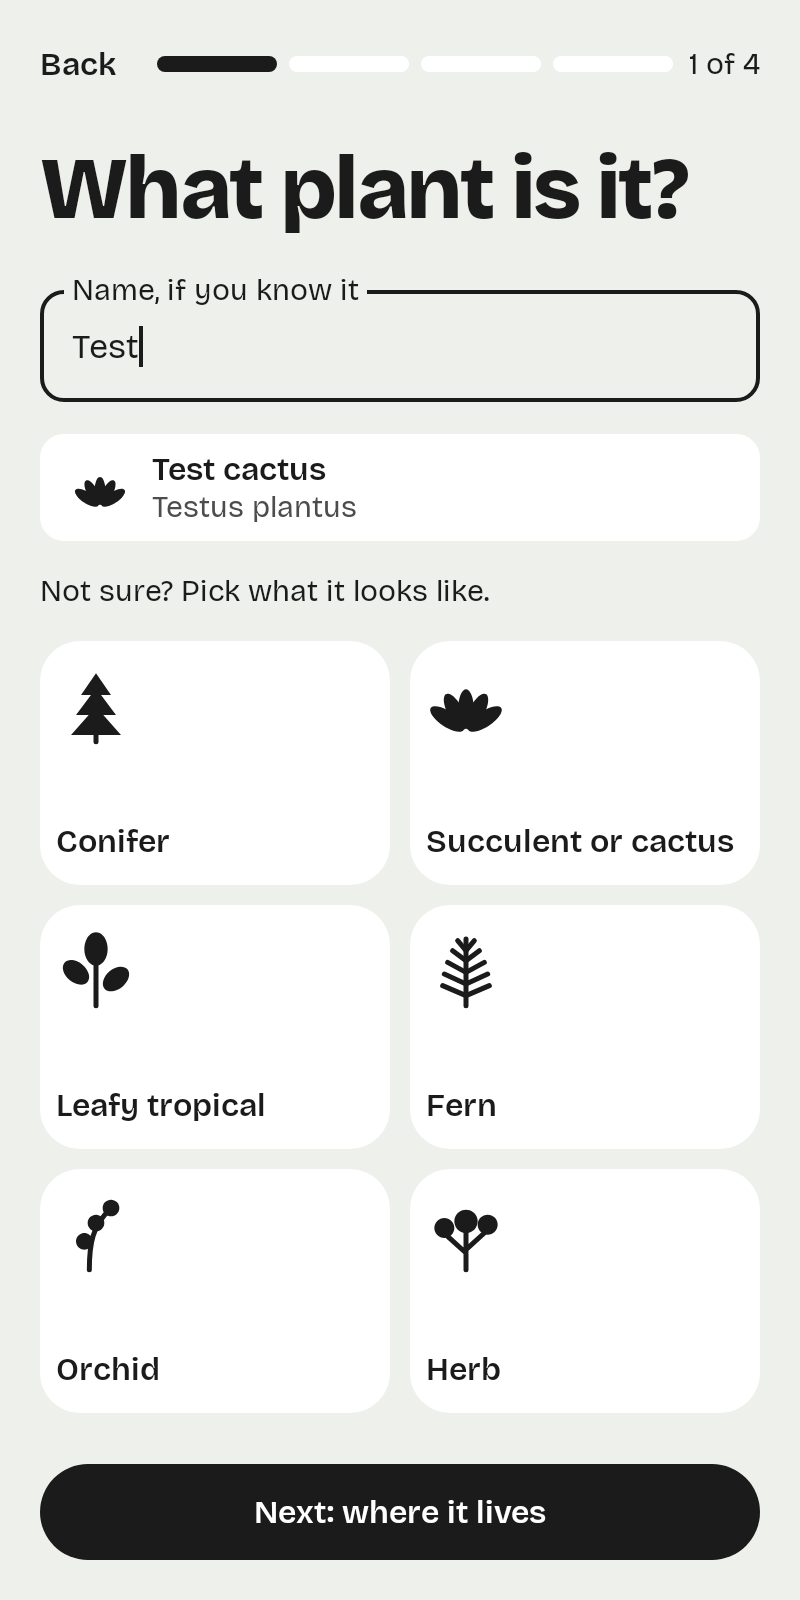 Back
1 of 4
What plant is it?
Name, if you know it
Test
Test cactus
Testus plantus
Not sure? Pick what it looks like.
Conifer
Succulent or cactus
Leafy tropical
Fern
Orchid
Herb
Next: where it lives